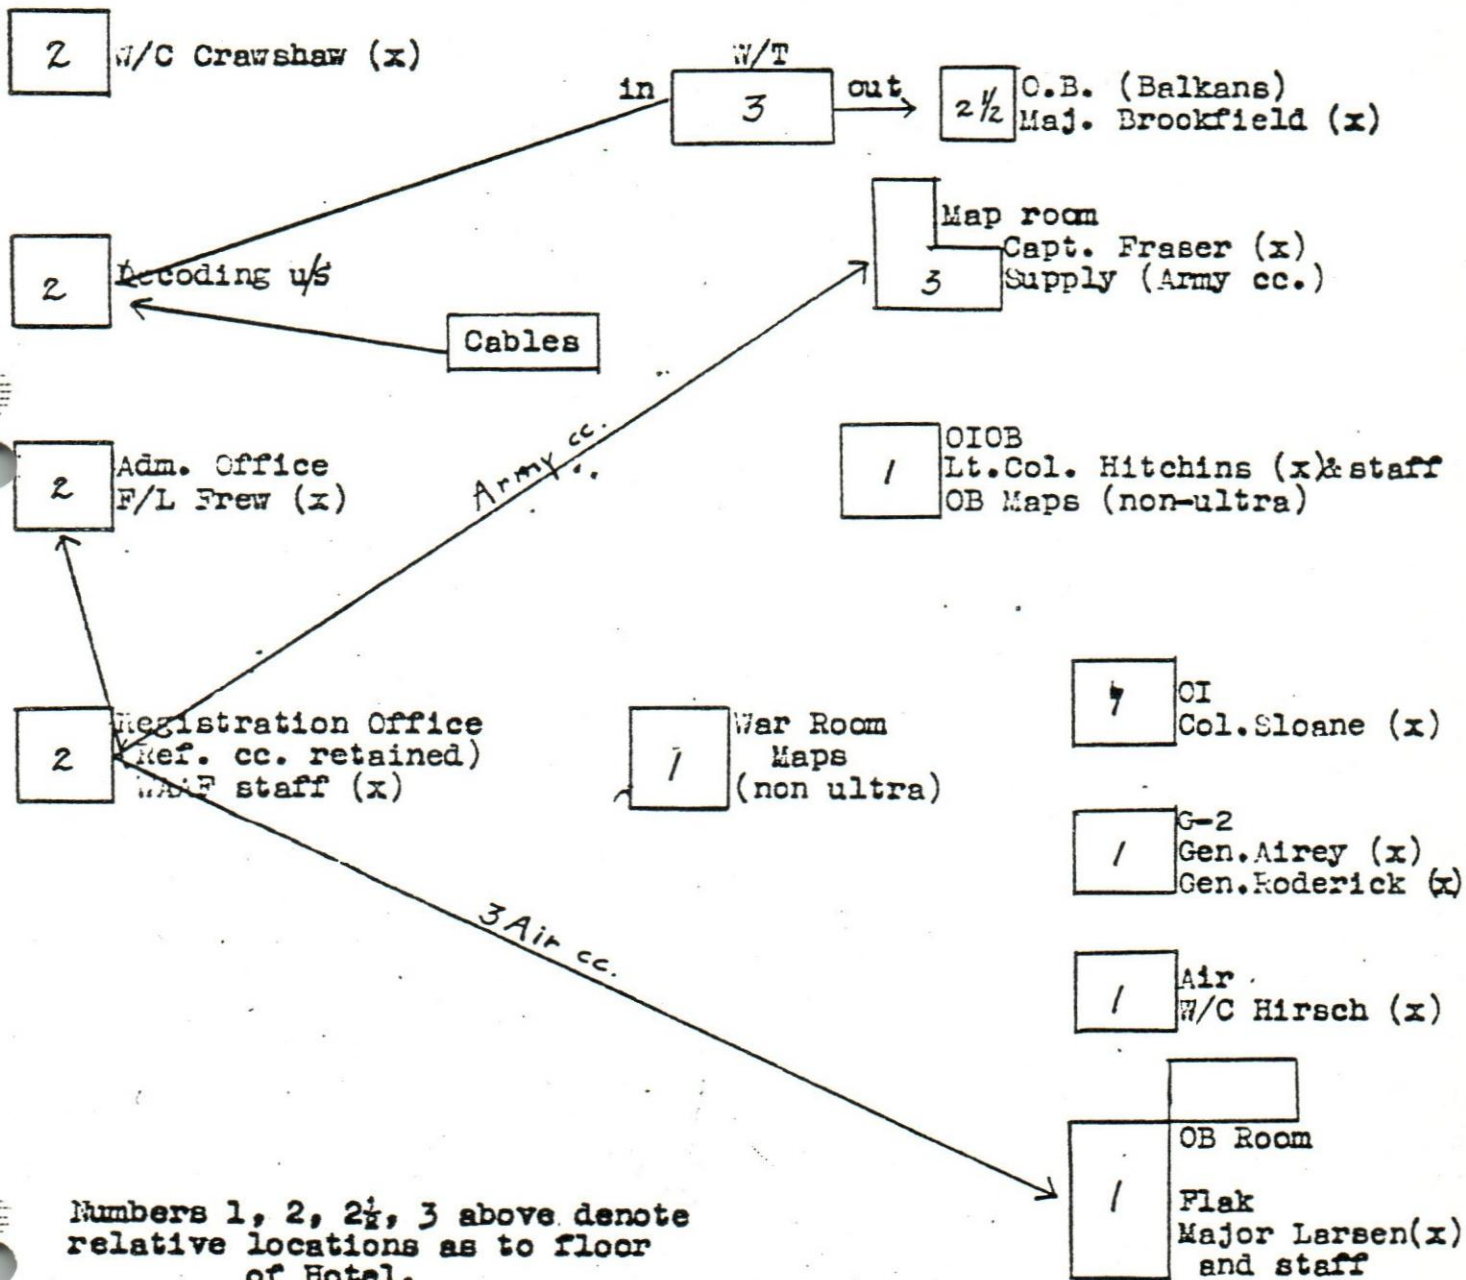 2 W/C Crawshaw (x)
W/T
in 3 out
2½ O.B. (Balkans)
Maj. Brookfield (x)
Map room
Capt. Fraser (x)
3 Supply (Army cc.)
2 Decoding u/s
Cables
Army cc.
2 Adm. Office
F/L Frew (x)
1 OIOB
Lt.Col. Hitchins (x)& staff
OB Maps (non-ultra)
2 Registration Office
(Ref. cc. retained)
WAAF staff (x)
1 War Room
Maps
(non ultra)
OI
Col.Sloane (x)
1 G-2
Gen.Airey (x)
Gen.Roderick (x)
3 Air cc.
1 Air
W/C Hirsch (x)
OB Room
1 Flak
Major Larsen(x)
and staff
Numbers 1, 2, 2½, 3 above denote
relative locations as to floor
of Hotel.